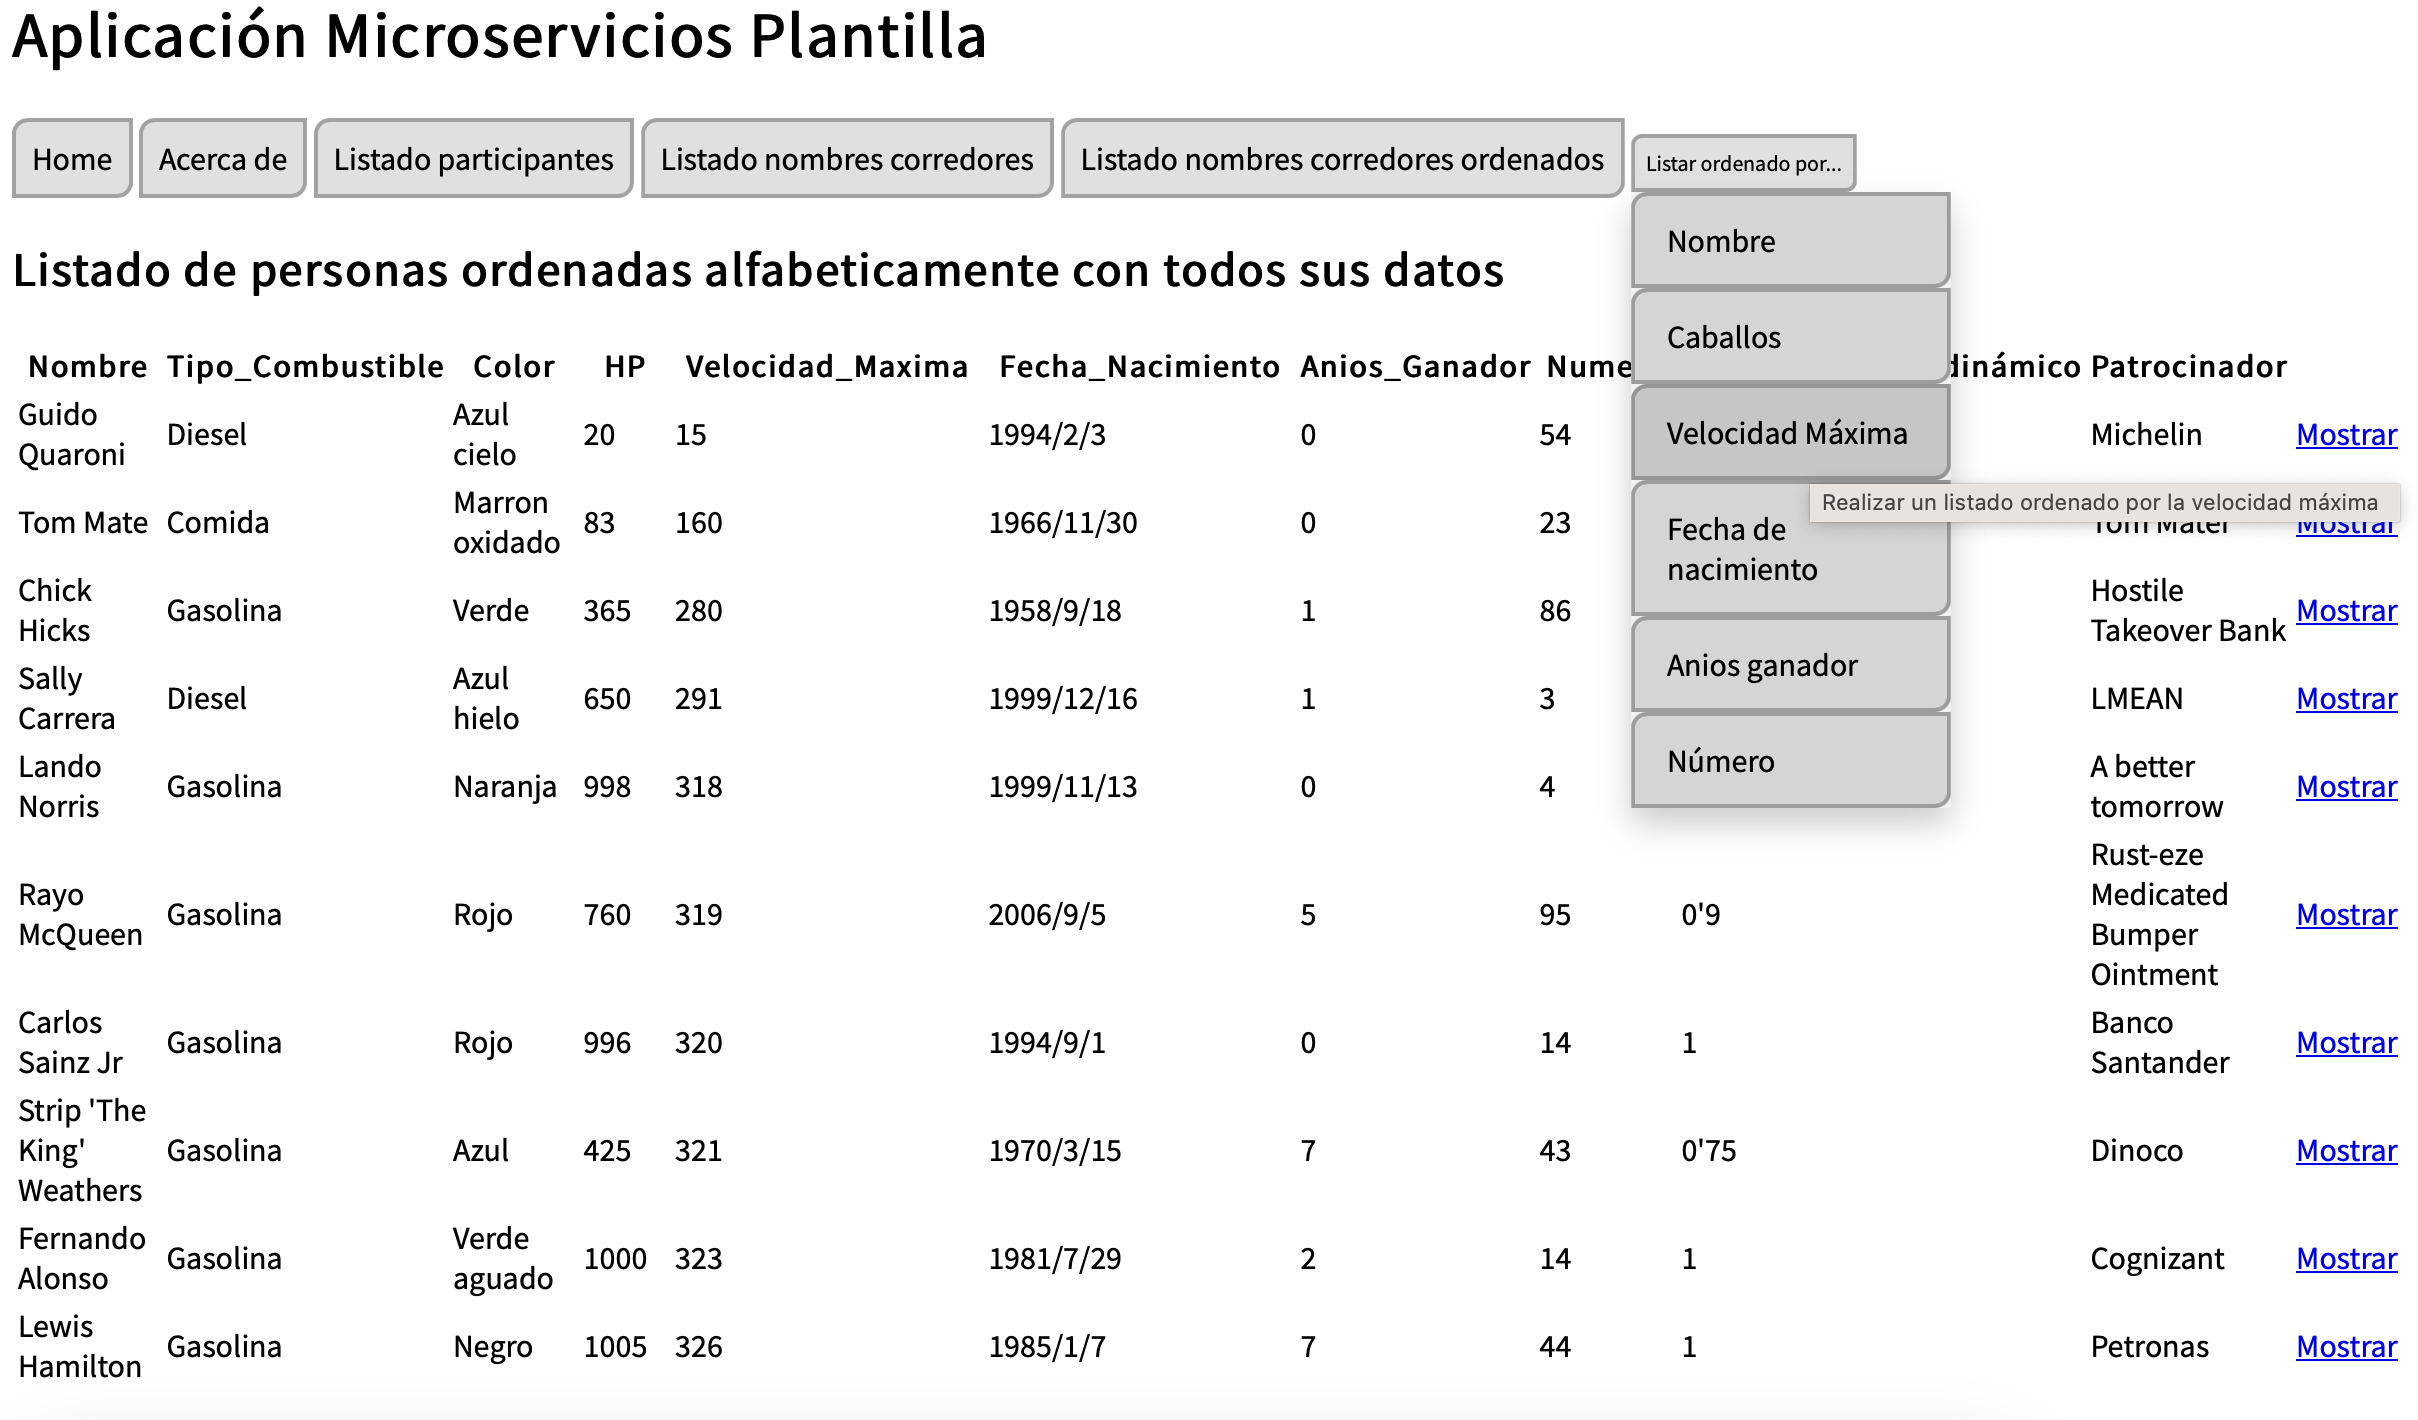 Aplicación Microservicios Plantilla
Home Acerca de Listado participantes Listado nombres corredores Listado nombres corredores ordenados Listar ordenado por...
Nombre
Caballos
Velocidad Máxima
Realizar un listado ordenado por la velocidad máxima
Fecha de
nacimiento
Anios ganador
Número
Listado de personas ordenadas alfabeticamente con todos sus datos
Nombre Tipo_Combustible Color HP Velocidad_Maxima Fecha_Nacimiento Anios_Ganador Patrocinador
Guido
Quaroni Diesel Azul
cielo 20 15 1994/2/3 0 54 Michelin Mostrar
Tom Mate Comida Marron
oxidado 83 160 1966/11/30 0 23 Tom Mater Mostrar
Chick
Hicks Gasolina Verde 365 280 1958/9/18 1 86 Hostile
Takeover Bank Mostrar
Sally
Carrera Diesel Azul
hielo 650 291 1999/12/16 1 3 LMEAN Mostrar
Lando
Norris Gasolina Naranja 998 318 1999/11/13 0 4 A better
tomorrow Mostrar
Rayo
McQueen Gasolina Rojo 760 319 2006/9/5 5 95 0'9 Rust-eze
Medicated
Bumper
Ointment Mostrar
Carlos
Sainz Jr Gasolina Rojo 996 320 1994/9/1 0 14 1 Banco
Santander Mostrar
Strip 'The
King'
Weathers Gasolina Azul 425 321 1970/3/15 7 43 0'75 Dinoco Mostrar
Fernando
Alonso Gasolina Verde
aguado 1000 323 1981/7/29 2 14 1 Cognizant Mostrar
Lewis
Hamilton Gasolina Negro 1005 326 1985/1/7 7 44 1 Petronas Mostrar